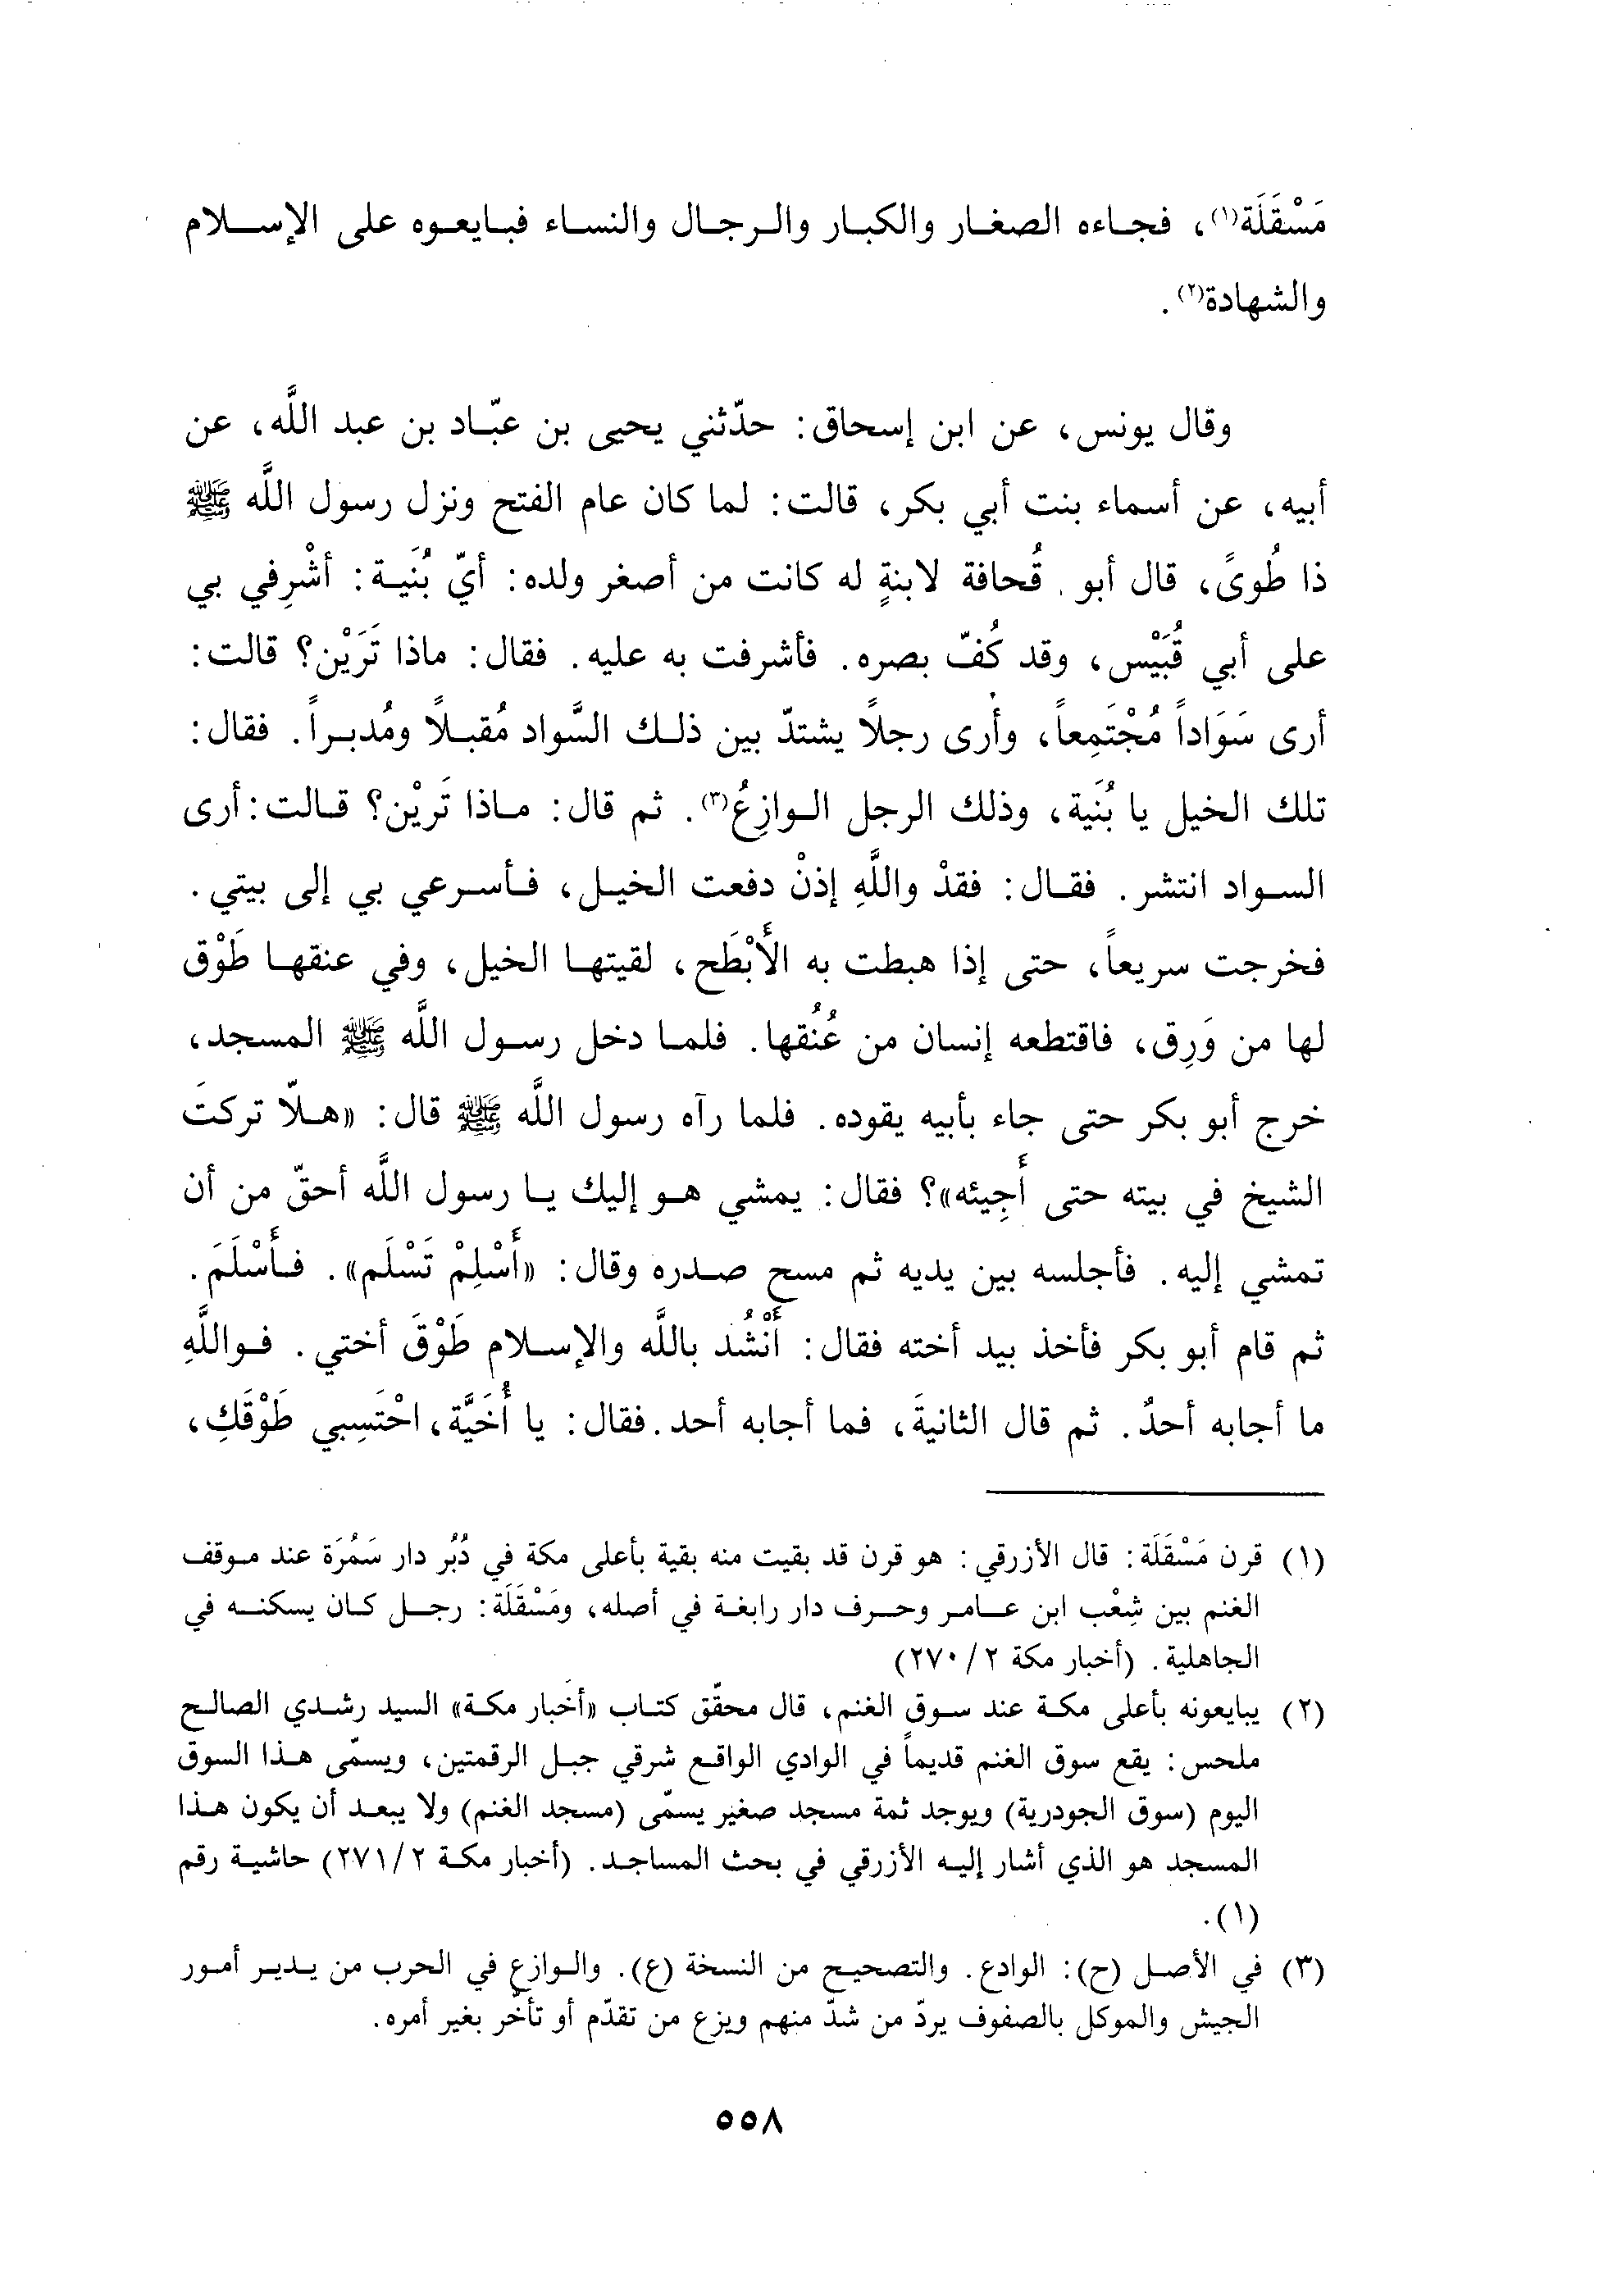 مَسْقَلَة(١)، فجاءه الصغار والكبار والرجال والنساء فبايعوه على الإسلام
والشهادة(٢).
وقال يونس، عن ابن إسحاق: حدّثني يحيى بن عبّاد بن عبد اللَّه، عن
أبيه، عن أسماء بنت أبي بكر، قالت: لما كان عام الفتح ونزل رسول اللَّه ﷺ
ذا طُوىً، قال أبو قُحافة لابنةٍ له كانت من أصغر ولده: أيّ بُنَية: أشْرِفي بي
على أبي قُبَيْس، وقد كُفّ بصره. فأشرفت به عليه. فقال: ماذا تَرَيْن؟ قالت:
أرى سَوَاداً مُجْتَمِعاً، وأرى رجلاً يشتدّ بين ذلك السَّواد مُقبلاً ومُدبراً. فقال:
تلك الخيل يا بُنَية، وذلك الرجل الوازِعُ(٣). ثم قال: ماذا تَريْن؟ قالت: أرى
السواد انتشر. فقال: فقدْ واللَّهِ إذنْ دفعت الخيل، فأسرعي بي إلى بيتي.
فخرجت سريعاً، حتى إذا هبطت به الأَبْطَح، لقيتها الخيل، وفي عنقها طَوْق
لها من وَرِق، فاقتطعه إنسان من عُنُقها. فلما دخل رسول اللَّه ﷺ المسجد،
خرج أبو بكر حتى جاء بأبيه يقوده. فلما رآه رسول اللَّه ﷺ قال: «هلاّ تركتَ
الشيخ في بيته حتى أَجِيئه»؟ فقال: يمشي هو إليك يا رسول اللَّه أحقّ من أن
تمشي إليه. فأجلسه بين يديه ثم مسح صدره وقال: «أَسْلِمْ تَسْلَم». فأَسْلَمَ.
ثم قام أبو بكر فأخذ بيد أخته فقال: أَنْشُد باللَّه والإسلام طَوْقَ أختي. فواللَّهِ
ما أجابه أحدٌ. ثم قال الثانيةَ، فما أجابه أحد. فقال: يا أُخَيَّة، احْتَسِبي طَوْقَكِ،
(١) قرن مَسْقَلَة: قال الأزرقي: هو قرن قد بقيت منه بقية بأعلى مكة في دُبُر دار سَمُرَة عند موقف
الغنم بين شِعْب ابن عامر وحرف دار رابغة في أصله، ومَسْقَلَة: رجل كان يسكنه في
الجاهلية. (أخبار مكة ٢/ ٢٧٠)
(٢) يبايعونه بأعلى مكة عند سوق الغنم، قال محقّق كتاب «أخبار مكة» السيد رشدي الصالح
ملحس: يقع سوق الغنم قديماً في الوادي الواقع شرقي جبل الرقمتين، ويسمّى هذا السوق
اليوم (سوق الجودرية) ويوجد ثمة مسجد صغير يسمّى (مسجد الغنم) ولا يبعد أن يكون هذا
المسجد هو الذي أشار إليه الأزرقي في بحث المساجد. (أخبار مكة ٢/ ٢٧١) حاشية رقم
(١).
(٣) في الأصل (ح): الوادع. والتصحيح من النسخة (ع). والوازع في الحرب من يدير أمور
الجيش والموكل بالصفوف يردّ من شذّ منهم ويزع من تقدّم أو تأخّر بغير أمره.
٥٥٨